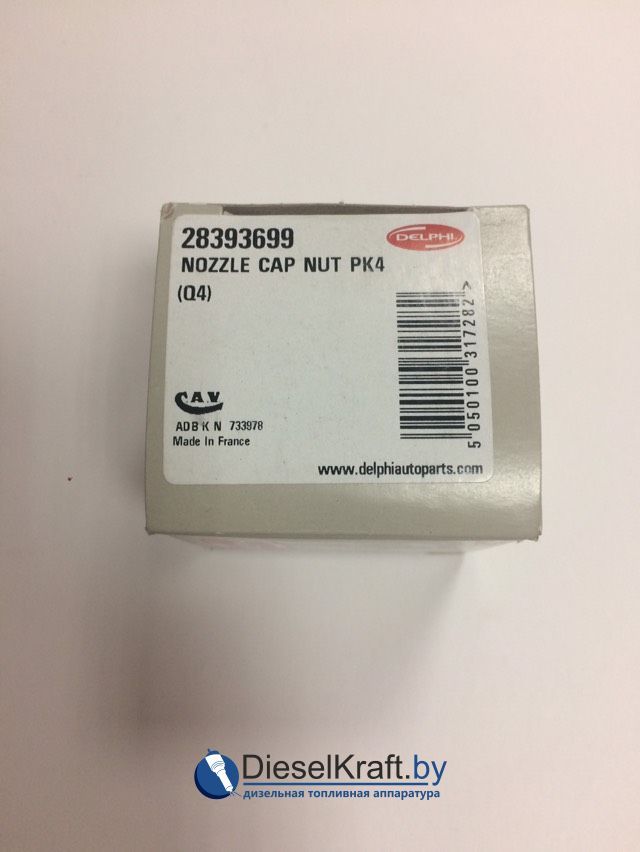 28393699
DELPHI
NOZZLE CAP NUT PK4
(Q4)
5 050100 317282 >
C.A.V
ADB K N 733978
Made In France
www.delphiautoparts.com
DieselKraft.by
дизельная топливная аппаратура